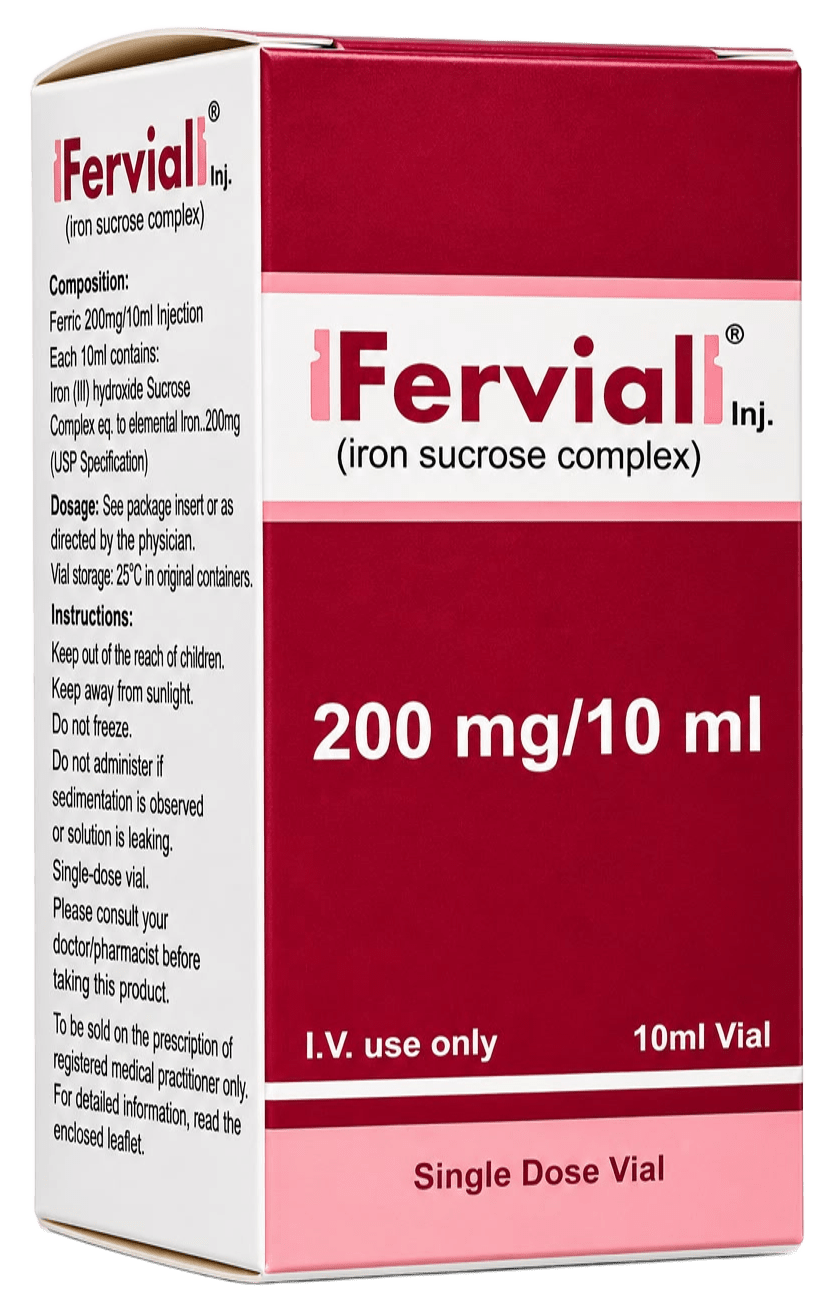 Fervial®
Inj.
(iron sucrose complex)
Composition:
Ferric 200mg/10ml Injection
Each 10ml contains:
Iron (III) hydroxide Sucrose
Complex eq. to elemental Iron..200mg
(USP Specification)
Dosage: See package insert or as
directed by the physician.
Vial storage: 25°C in original containers.
Instructions:
Keep out of the reach of children.
Keep away from sunlight.
Do not freeze.
Do not administer if
sedimentation is observed
or solution is leaking.
Single-dose vial.
Please consult your
doctor/pharmacist before
taking this product.
To be sold on the prescription of
registered medical practitioner only.
For detailed information, read the
enclosed leaflet.
Fervial®
Inj.
(iron sucrose complex)
200 mg/10 ml
I.V. use only
10ml Vial
Single Dose Vial